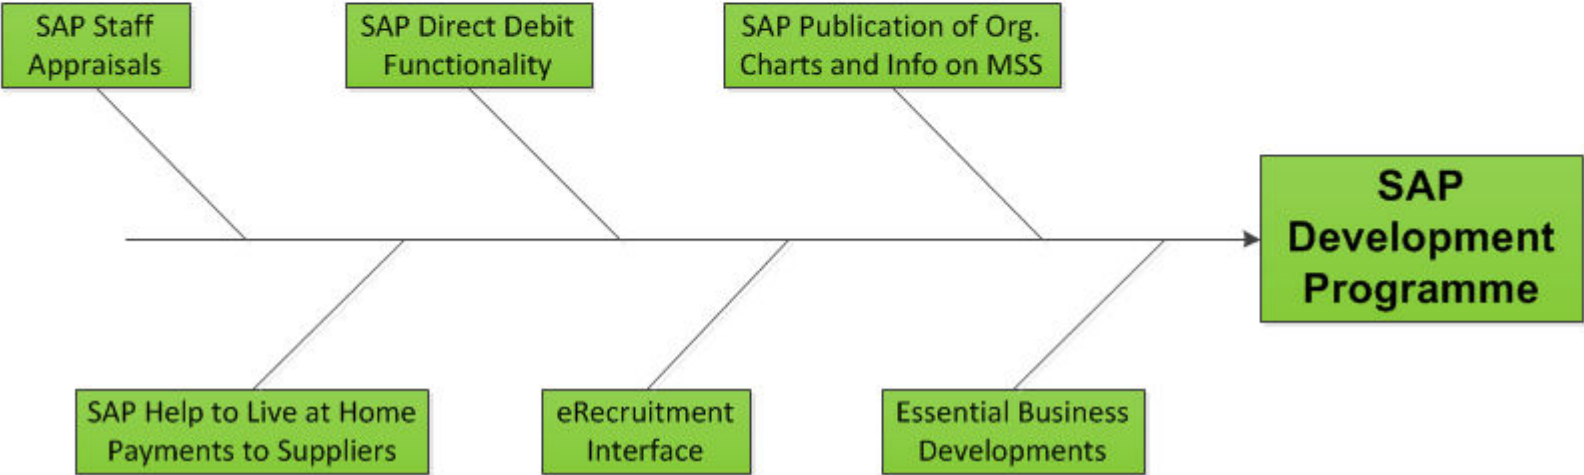 SAP Staff
Appraisals
SAP Direct Debit
Functionality
SAP Publication of Org.
Charts and Info on MSS
SAP
Development
Programme
SAP Help to Live at Home
Payments to Suppliers
eRecruitment
Interface
Essential Business
Developments